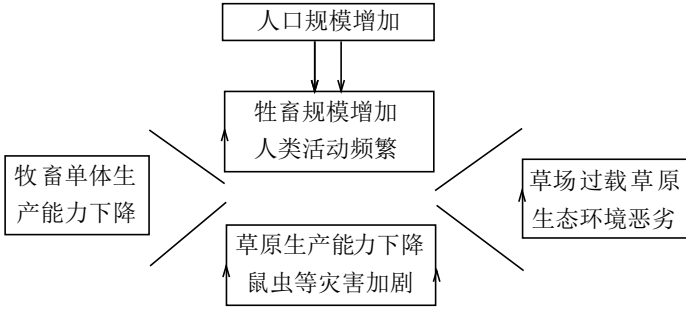 人口规模增加
牲畜规模增加
人类活动频繁
牧畜单体生
产能力下降
草场过载草原
生态环境恶劣
草原生产能力下降
鼠虫等灾害加剧